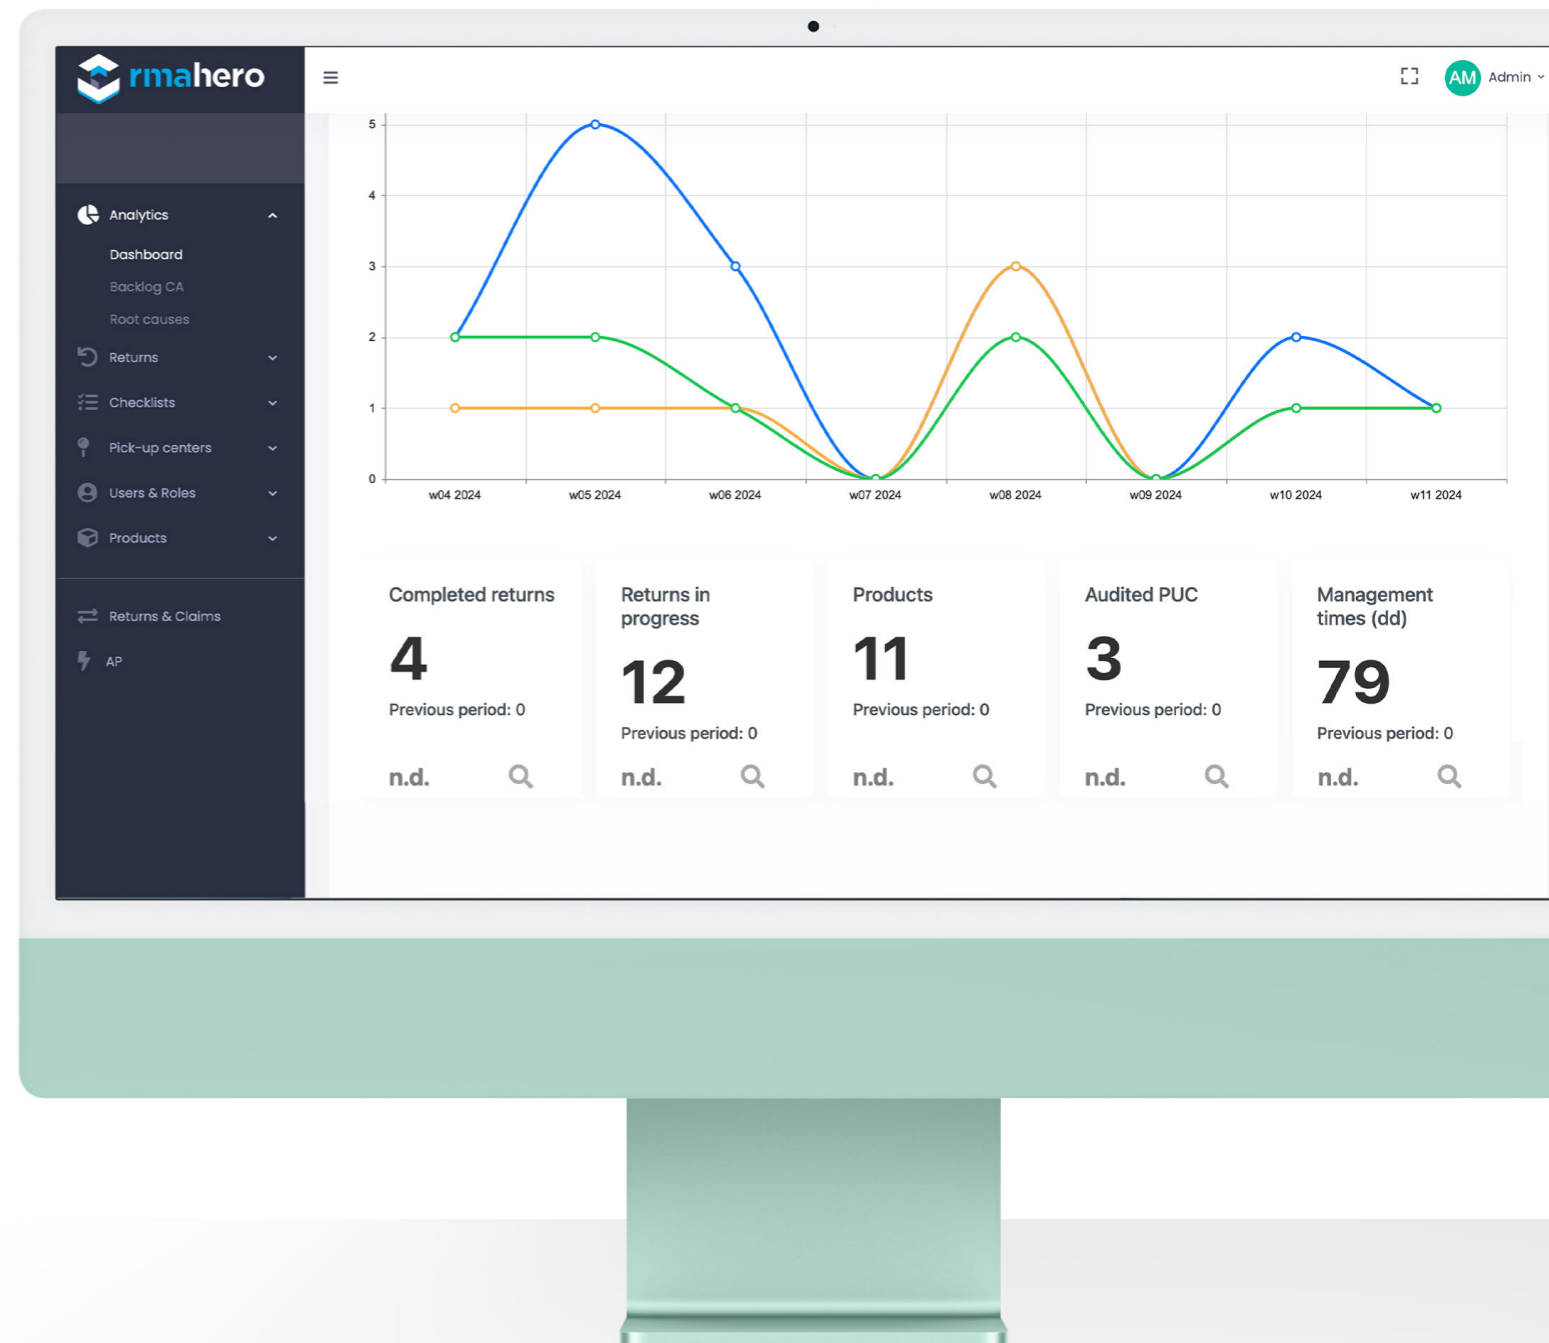 rmahero
Admin
AM
Analytics
Dashboard
Backlog CA
Root causes
Returns
Checklists
Pick-up centers
Users & Roles
Products
Returns & Claims
AP
5
4
3
2
1
0
w04 2024
w05 2024
w06 2024
w07 2024
w08 2024
w09 2024
w10 2024
w11 2024
Completed returns
4
Previous period: 0
n.d.
Returns in
progress
12
Previous period: 0
n.d.
Products
11
Previous period: 0
n.d.
Audited PUC
3
Previous period: 0
n.d.
Management
times (dd)
79
Previous period: 0
n.d.